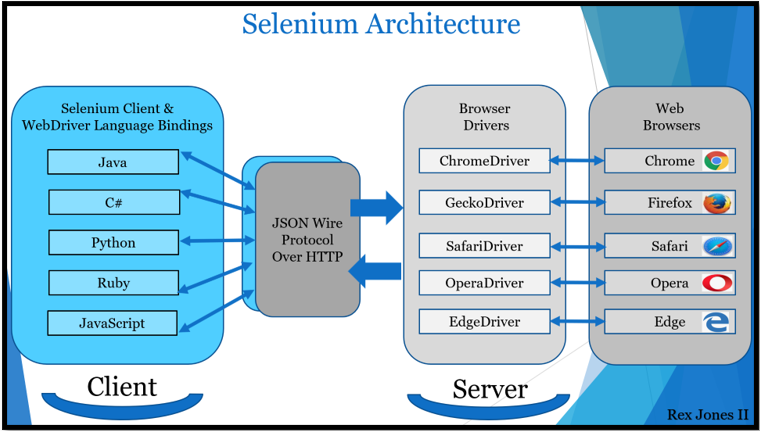 Selenium Architecture
Selenium Client &
WebDriver Language Bindings
Java
C#
Python
Ruby
JavaScript
JSON Wire
Protocol
Over HTTP
Browser
Drivers
ChromeDriver
GeckoDriver
SafariDriver
OperaDriver
EdgeDriver
Web
Browsers
Chrome
Firefox
Safari
Opera
Edge
Client
Server
Rex Jones II